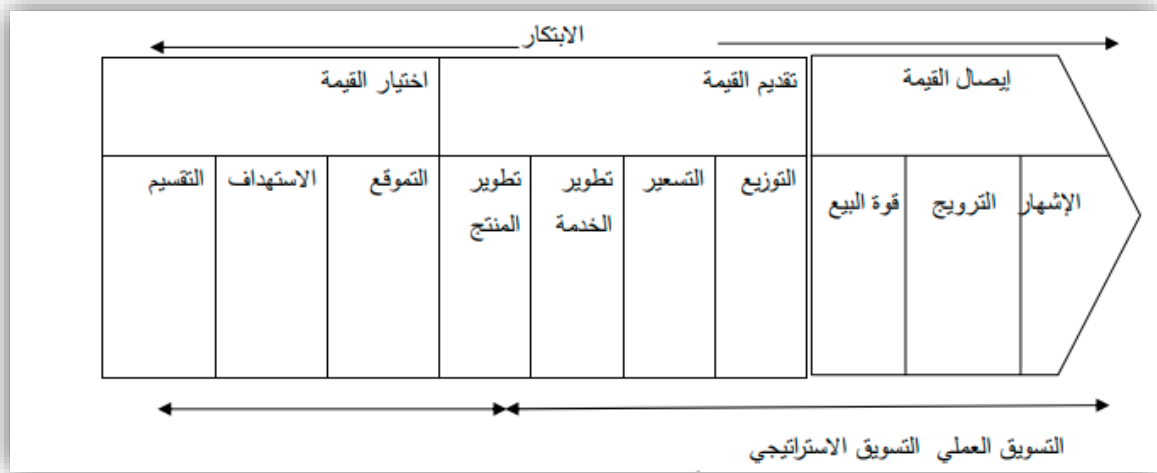 الابتكار
إيصال القيمة
تقديم القيمة
اختيار القيمة
الإشهار
الترويج
قوة البيع
التوزيع
التسعير
تطوير
الخدمة
تطوير
المنتج
التموقع
الاستهداف
التقسيم
التسويق العملي التسويق الاستراتيجي